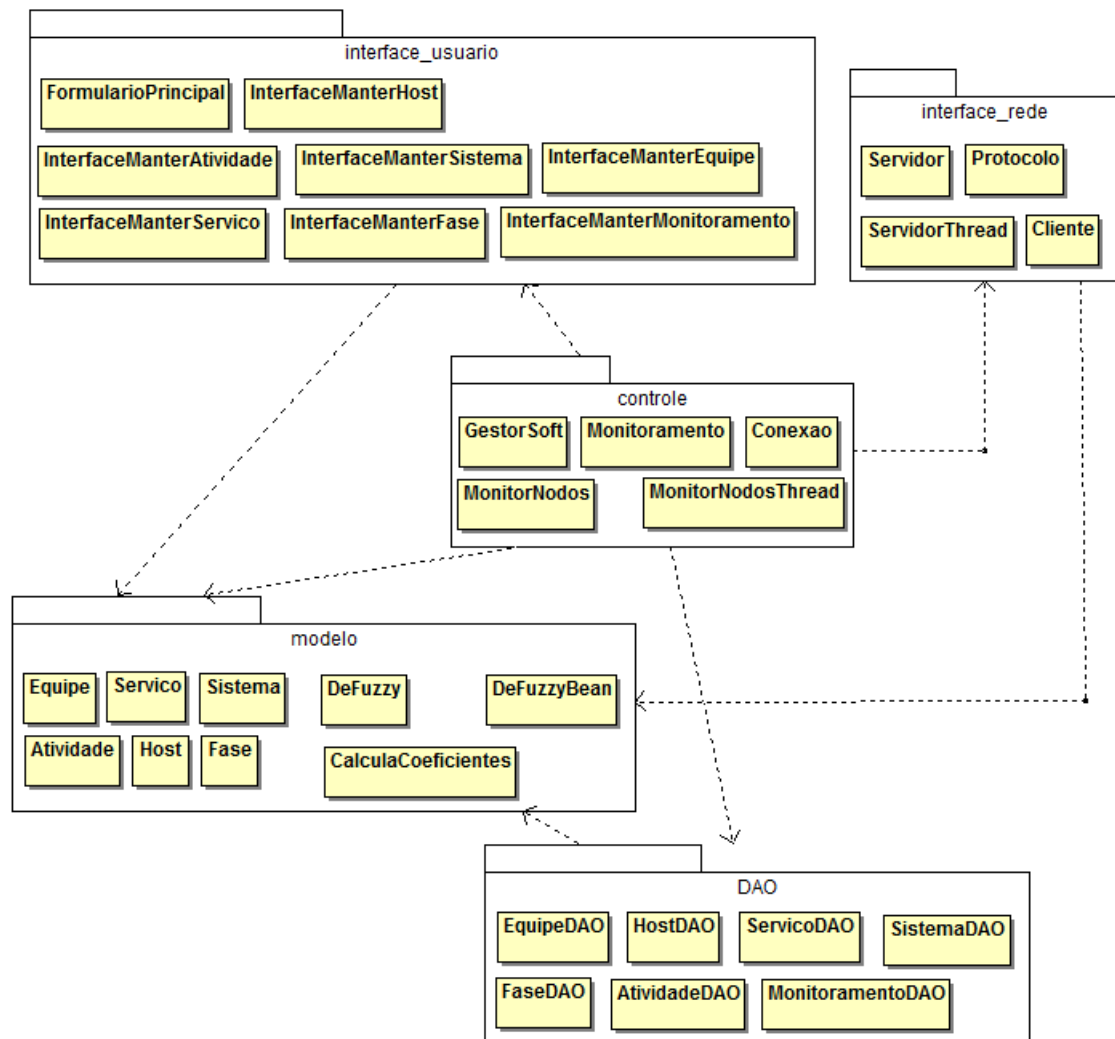 interface_usuario
FormularioPrincipal InterfaceManterHost
InterfaceManterAtividade InterfaceManterSistema InterfaceManterEquipe
InterfaceManterServico InterfaceManterFase InterfaceManterMonitoramento
interface_rede
Servidor Protocolo
ServidorThread Cliente
controle
GestorSoft Monitoramento Conexao
MonitorNodos MonitorNodosThread
modelo
Equipe Servico Sistema DeFuzzy DeFuzzyBean
Atividade Host Fase CalculaCoeficientes
DAO
EquipeDAO HostDAO ServicoDAO SistemaDAO
FaseDAO AtividadeDAO MonitoramentoDAO